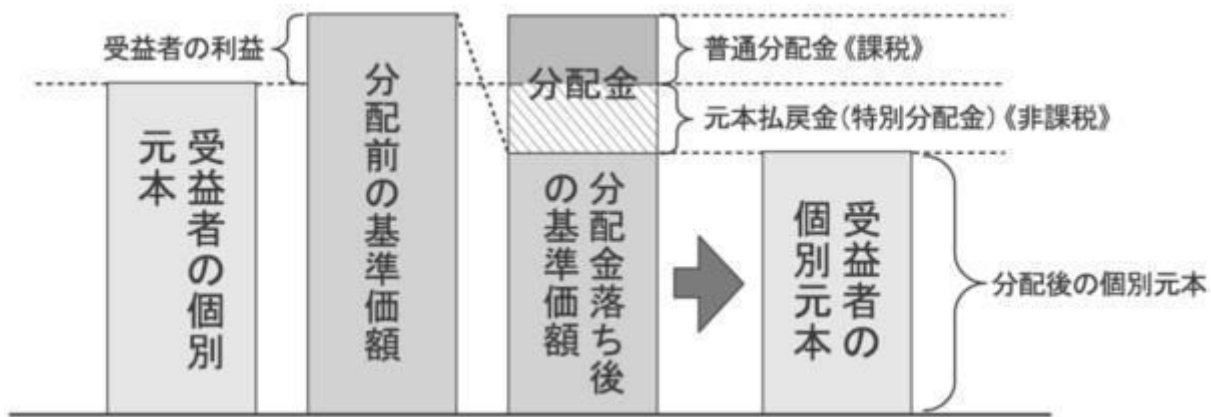 受益者の利益
受益者の個別
元本
分配前の基準価額
分配金
分配金落ち後
の基準価額
普通分配金《課税》
元本払戻金(特別分配金)《非課税》
受益者の
個別元本
分配後の個別元本